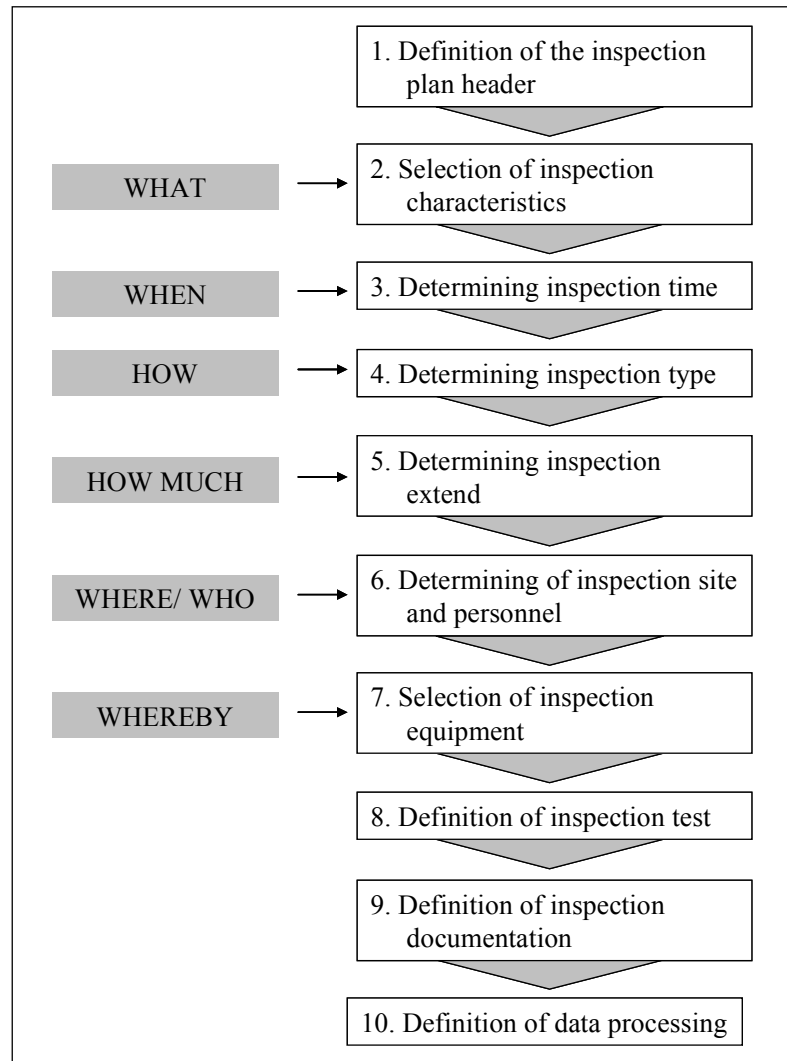 1. Definition of the inspection
plan header
WHAT
2. Selection of inspection
characteristics
WHEN
3. Determining inspection time
HOW
4. Determining inspection type
HOW MUCH
5. Determining inspection
extend
WHERE/ WHO
6. Determining of inspection site
and personnel
WHEREBY
7. Selection of inspection
equipment
8. Definition of inspection test
9. Definition of inspection
documentation
10. Definition of data processing